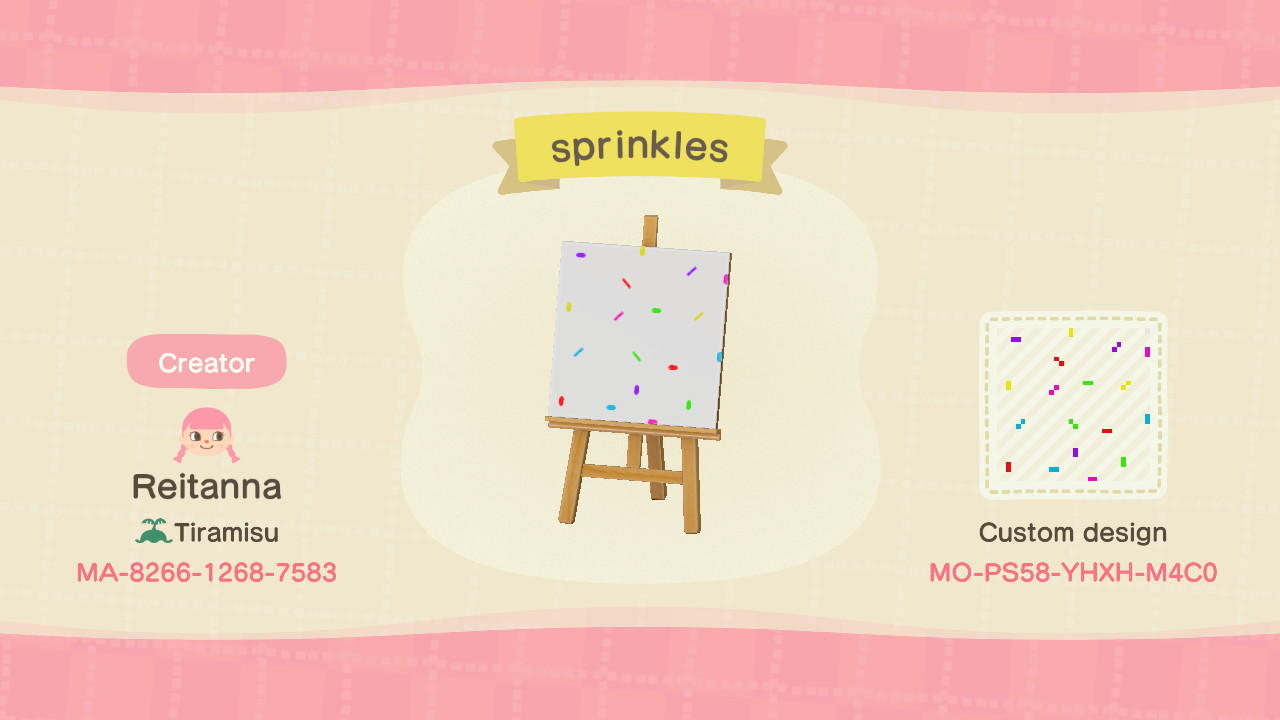 sprinkles
Creator
Reitanna
Tiramisu
MA-8266-1268-7583
Custom design
MO-PS58-YHXH-M4C0